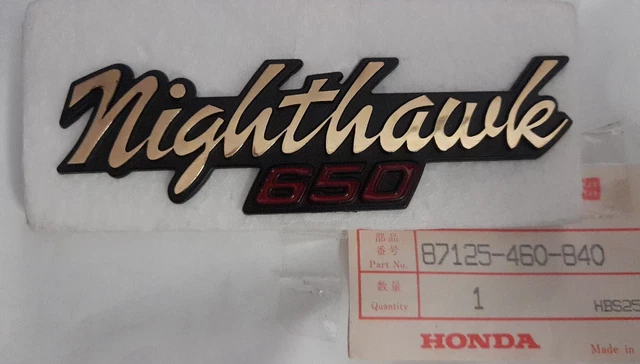 Nighthawk
650
部品
番号
Part No.
87125-460-840
数量
Quantity
1
HBS25
HONDA
Made in